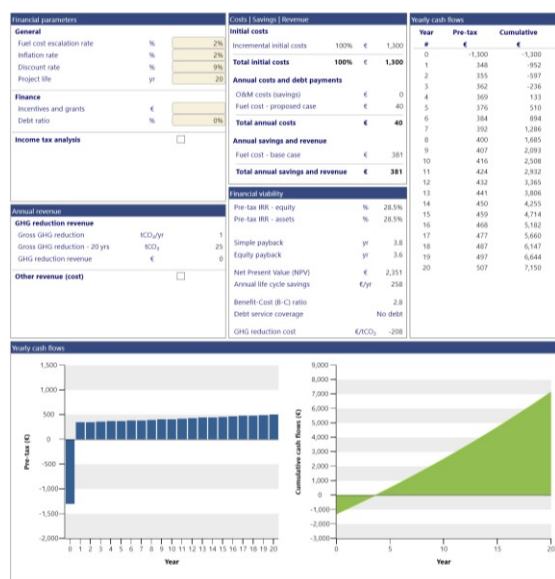 Financial parameters
General
Fuel cost escalation rate % 2%
Inflation rate % 2%
Discount rate % 9%
Project life yr 20
Finance
Incentives and grants €
Debt ratio % 0%
Income tax analysis
Annual revenue
GHG reduction revenue
Gross GHG reduction tCO₂/yr 1
Gross GHG reduction - 20 yrs tCO₂ 25
GHG reduction revenue € 0
Other revenue (cost)
Costs | Savings | Revenue
Initial costs
Incremental initial costs 100% € 1,300
Total initial costs 100% € 1,300
Annual costs and debt payments
O&M costs (savings) € 0
Fuel cost - proposed case € 40
Total annual costs € 40
Annual savings and revenue
Fuel cost - base case € 381
Total annual savings and revenue € 381
Financial viability
Pre-tax IRR - equity % 28.5%
Pre-tax IRR - assets % 28.5%
Simple payback yr 3.8
Equity payback yr 3.6
Net Present Value (NPV) € 2,351
Annual life cycle savings €/yr 258
Benefit-Cost (B-C) ratio 2.8
Debt service coverage No debt
GHG reduction cost €/tCO₂ -208
Yearly cash flows
Year Pre-tax Cumulative
# € €
0 -1,300 -1,300
1 348 -952
2 355 -597
3 362 -236
4 369 133
5 376 510
6 384 894
7 392 1,286
8 400 1,685
9 407 2,093
10 416 2,508
11 424 2,932
12 432 3,365
13 441 3,806
14 450 4,255
15 459 4,714
16 468 5,182
17 477 5,660
18 487 6,147
19 497 6,644
20 507 7,150
Yearly cash flows
Pre-tax (€)
1,500
1,000
500
0
-500
-1,000
-1,500
-2,000
0 1 2 3 4 5 6 7 8 9 10 11 12 13 14 15 16 17 18 19 20
Year
Cumulative cash flows (€)
9,000
8,000
7,000
6,000
5,000
4,000
3,000
2,000
1,000
0
-1,000
-2,000
-3,000
0 5 10 15 20
Year